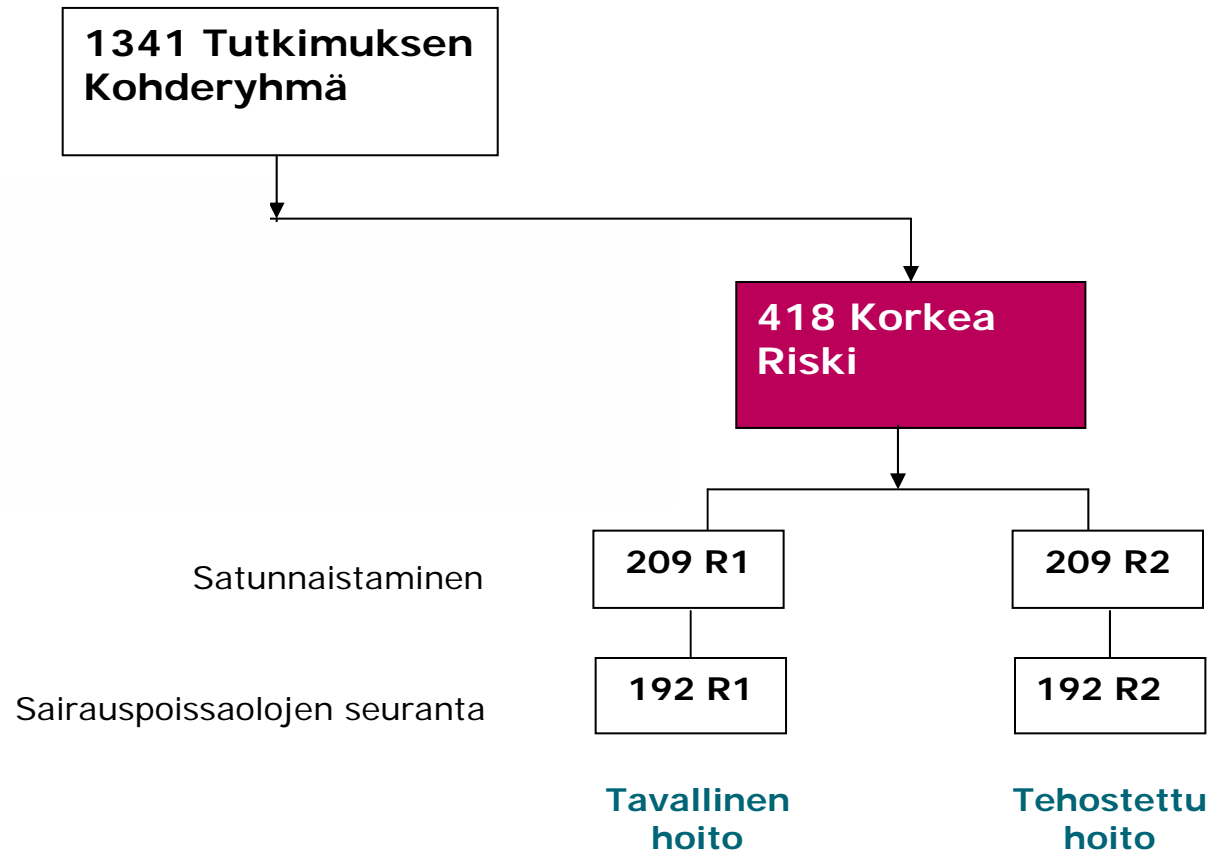 1341 Tutkimuksen
Kohderyhmä
418 Korkea
Riski
Satunnaistaminen
209 R1
209 R2
Sairauspoissaolojen seuranta
192 R1
192 R2
Tavallinen
hoito
Tehostettu
hoito